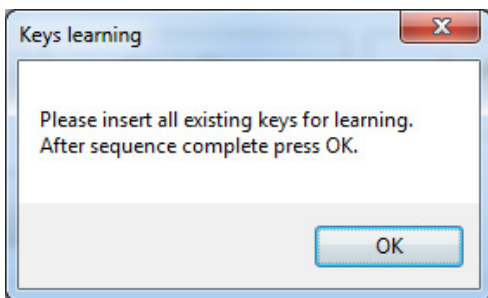 Keys learning
Please insert all existing keys for learning.
After sequence complete press OK.
OK